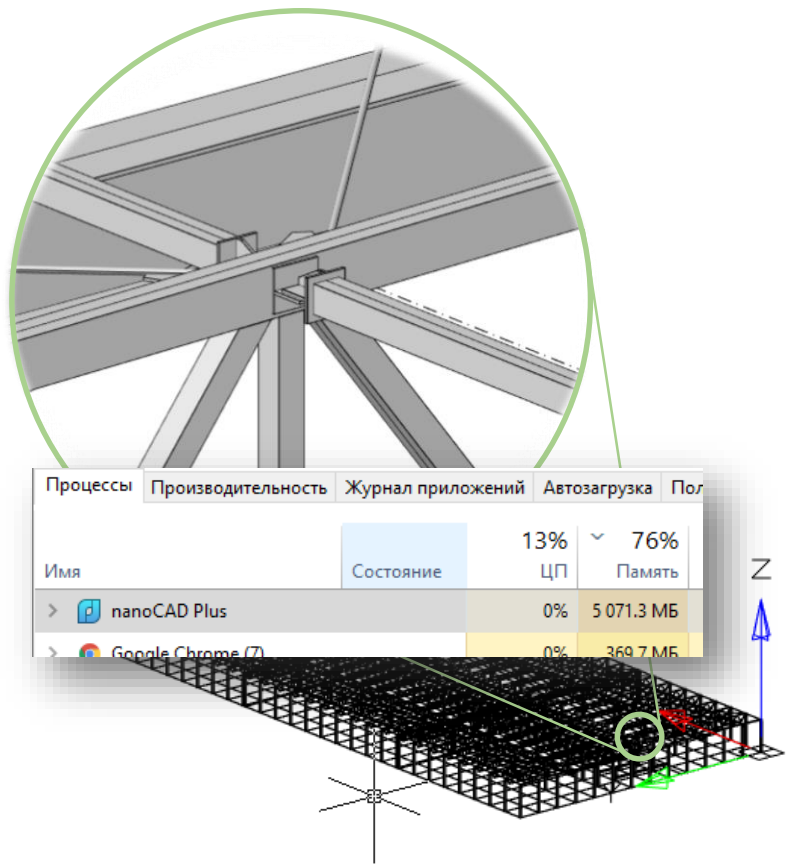 Процессы Производительность Журнал приложений Автозагрузка Пол
13% 76%
Имя Состояние ЦП Память
nanoCAD Plus 0% 5 071.3 МБ
Google Chrome (7) 0% 369.7 МБ
Z